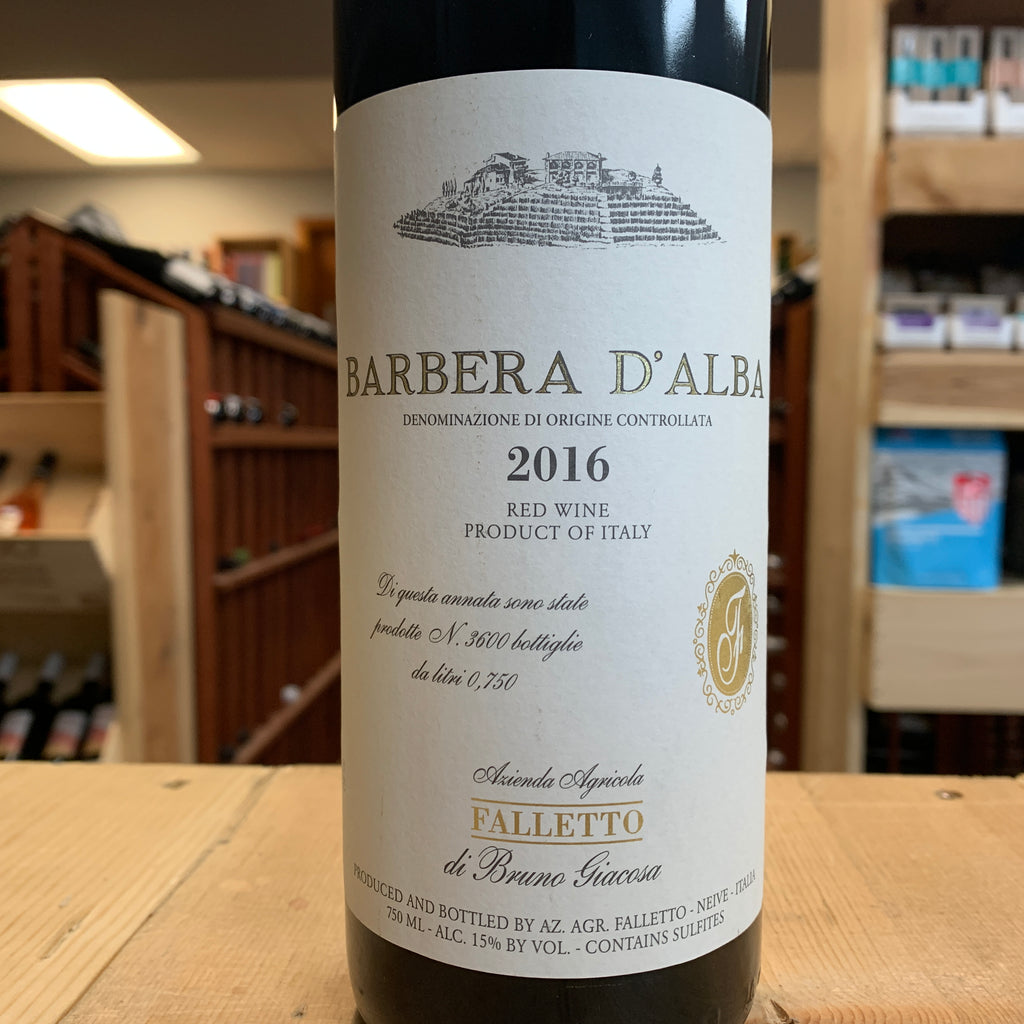 BARBERA D'ALBA
DENOMINAZIONE DI ORIGINE CONTROLLATA
2016
RED WINE
PRODUCT OF ITALY
Di questa annata sono state
prodotte N. 3600 bottiglie
da litri 0,750
Azienda Agricola
FALLETTO
di Bruno Giacosa
PRODUCED AND BOTTLED BY AZ. AGR. FALLETTO - NEIVE - ITALIA
750 ML - ALC. 15% BY VOL. - CONTAINS SULFITES